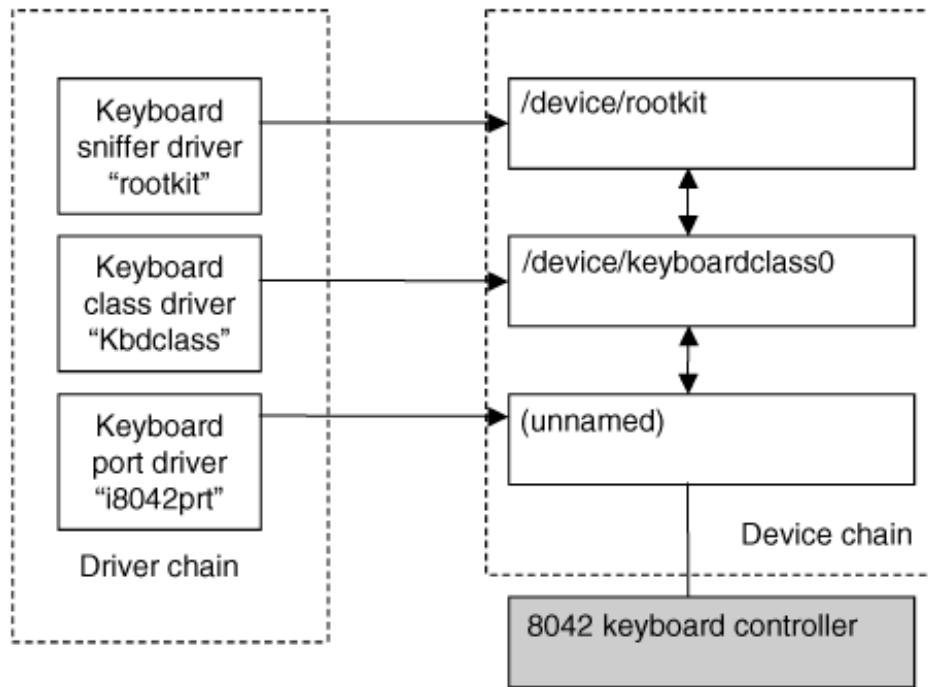 Keyboard
sniffer driver
“rootkit”
Keyboard
class driver
“Kbdclass”
Keyboard
port driver
“i8042prt”
Driver chain
/device/rootkit
/device/keyboardclass0
(unnamed)
Device chain
8042 keyboard controller